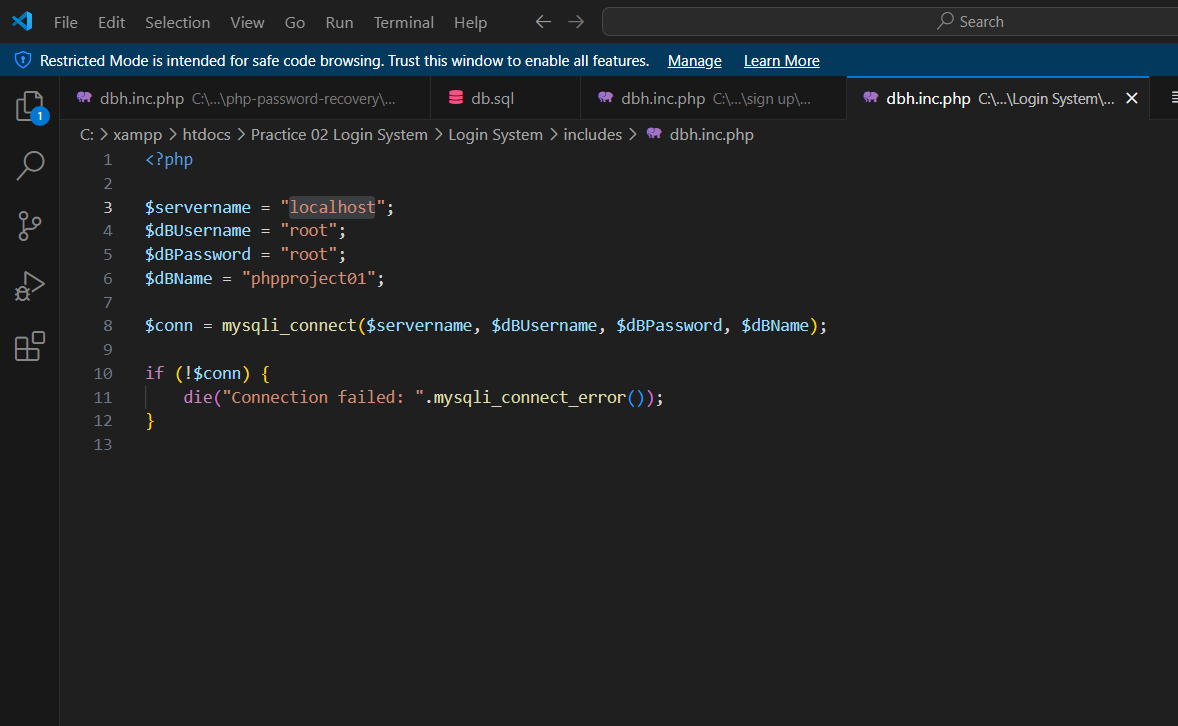 File Edit Selection View Go Run Terminal Help Search
Restricted Mode is intended for safe code browsing. Trust this window to enable all features. Manage Learn More
dbh.inc.php C:\...\php-password-recovery\... db.sql dbh.inc.php C:\...\sign up\... dbh.inc.php C:\...\Login System\...
1
C: > xampp > htdocs > Practice 02 Login System > Login System > includes > dbh.inc.php
1 <?php
2
3 $servername = "localhost";
4 $dBUsername = "root";
5 $dBPassword = "root";
6 $dBName = "phpproject01";
7
8 $conn = mysqli_connect($servername, $dBUsername, $dBPassword, $dBName);
9
10 if (!$conn) {
11     die("Connection failed: ".mysqli_connect_error());
12 }
13